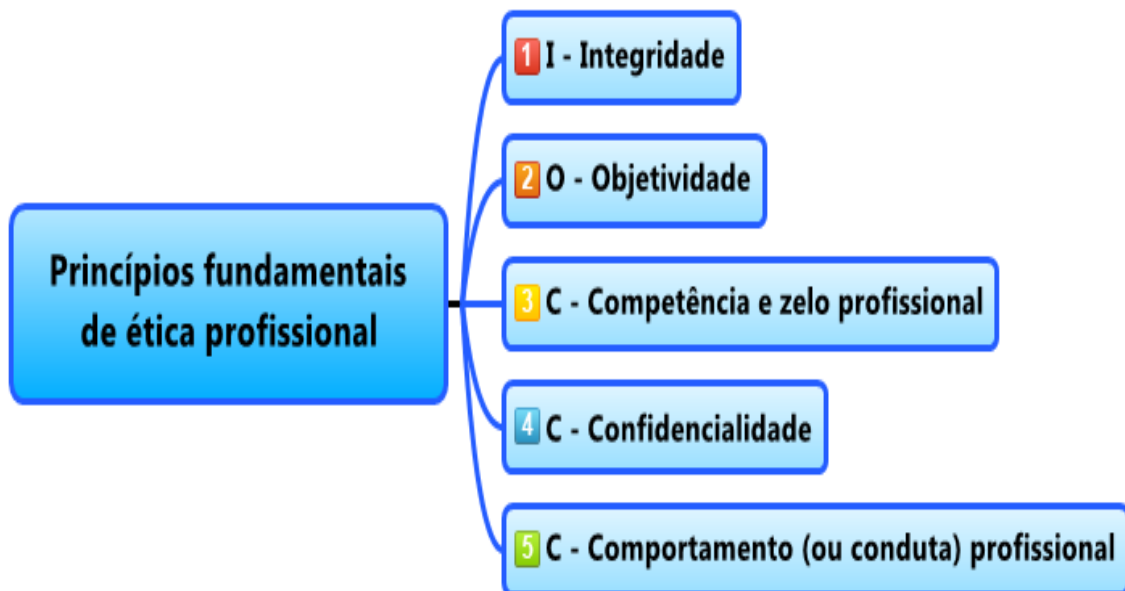 1 I - Integridade
2 O - Objetividade
Princípios fundamentais
de ética profissional
3 C - Competência e zelo profissional
4 C - Confidencialidade
5 C - Comportamento (ou conduta) profissional